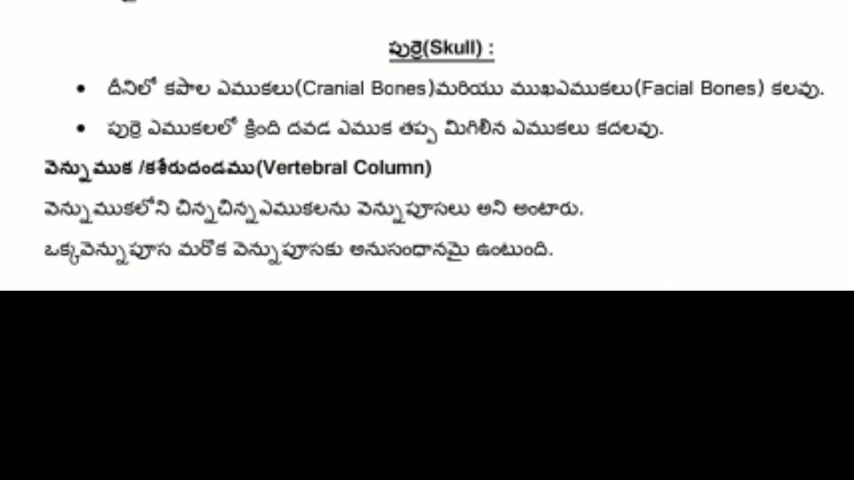 పుర్రె(Skull) :
• దీనిలో కపాల ఎముకలు(Cranial Bones)మరియు ముఖఎముకలు(Facial Bones) కలవు.
• పుర్రె ఎముకలలో క్రింది దవడ ఎముక తప్ప మిగిలిన ఎముకలు కదలవు.
వెన్నుముక /కశేరుదండము(Vertebral Column)
వెన్నుముకలోని చిన్నచిన్నఎముకలను వెన్నుపూసలు అని అంటారు.
ఒక్కవెన్నుపూస మరొక వెన్నుపూసకు అనుసంధానమై ఉంటుంది.